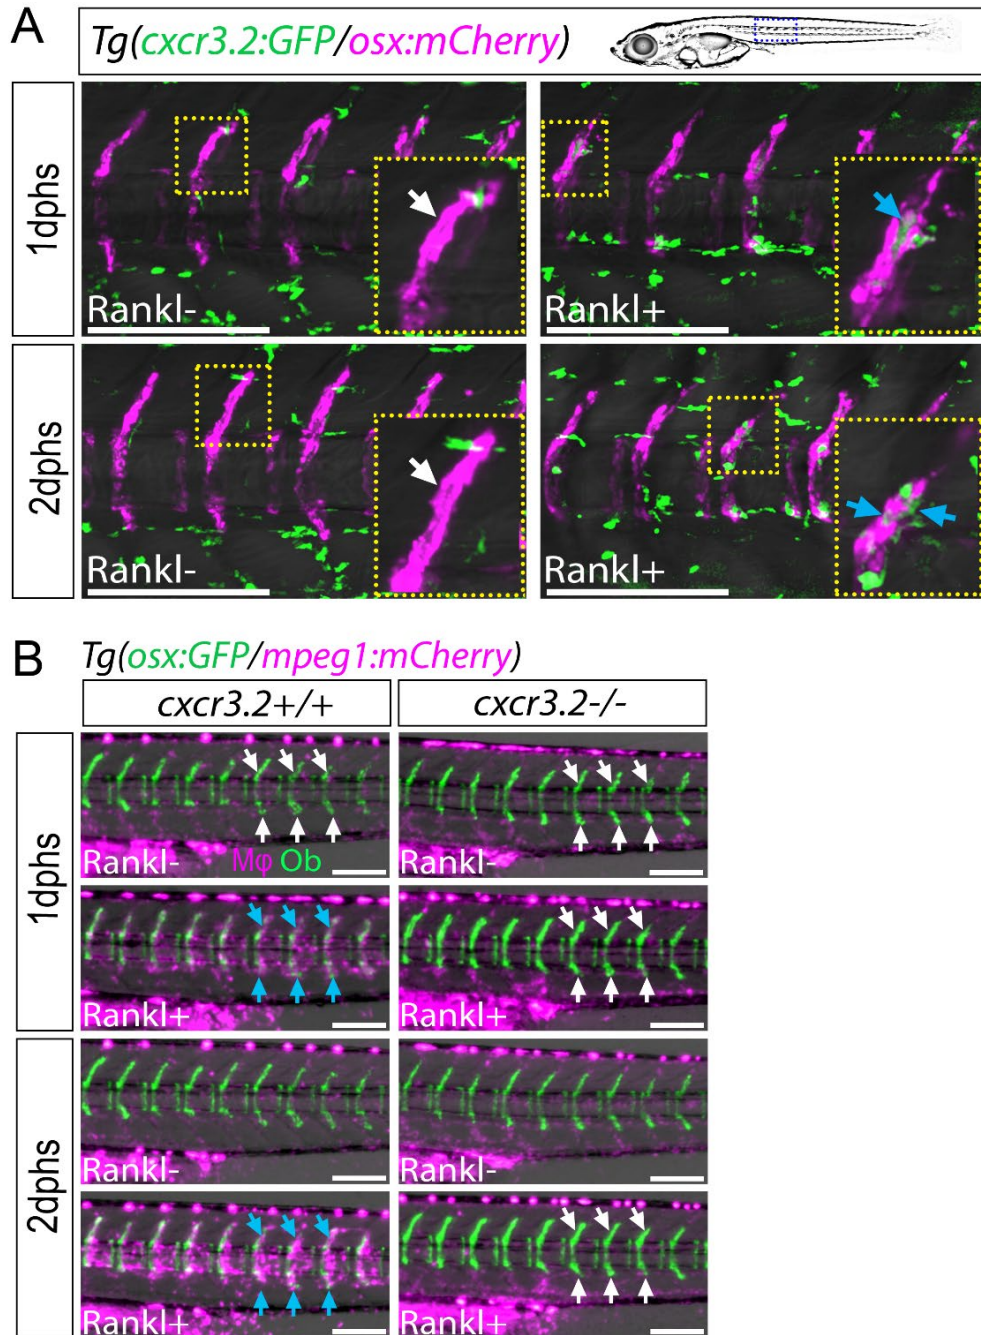 A
Tg(cxcr3.2:GFP/osx:mCherry)
1dphs
Rankl-
Rankl+
2dphs
Rankl-
Rankl+
B
Tg(osx:GFP/mpeg1:mCherry)
cxcr3.2+/+
cxcr3.2-/-
1dphs
Rankl- Mφ Ob
Rankl-
Rankl+
Rankl+
2dphs
Rankl-
Rankl-
Rankl+
Rankl+